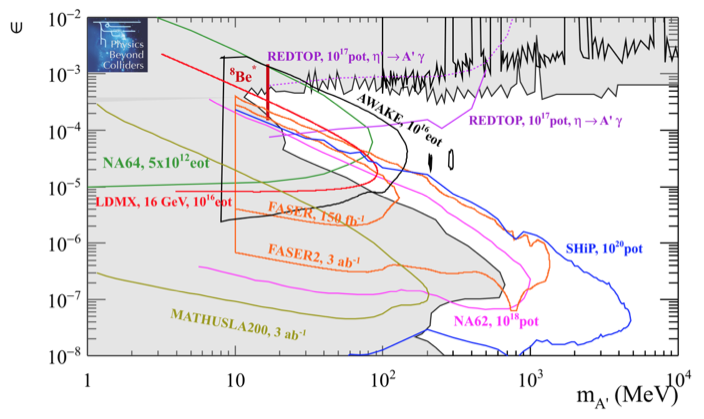 ε
10⁻²
10⁻³
10⁻⁴
10⁻⁵
10⁻⁶
10⁻⁷
10⁻⁸
Physics
Beyond
Colliders
⁸Be*
REDTOP, 10¹⁷pot, η'→A' γ
AWAKE, 10¹⁶eot
REDTOP, 10¹⁷pot, η→A' γ
NA64, 5x10¹²eot
LDMX, 16 GeV, 10¹⁶eot
FASER, 150 fb⁻¹
FASER2, 3 ab⁻¹
SHiP, 10²⁰pot
MATHUSLA200, 3 ab⁻¹
NA62, 10¹⁸pot
1
10
10²
10³
10⁴
m_A' (MeV)